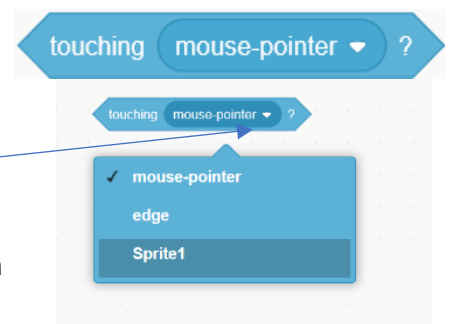 touching mouse-pointer ?
touching mouse-pointer ?
✓ mouse-pointer
edge
Sprite1